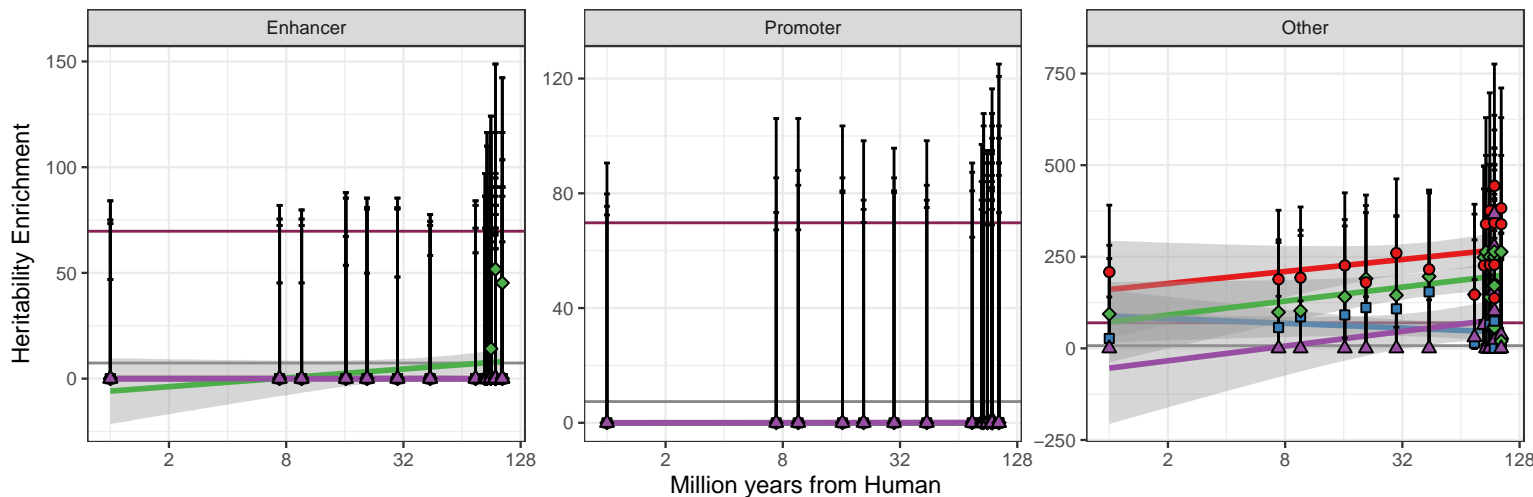 Enhancer
Promoter
Other
Heritability Enrichment
150
100
50
0
120
80
40
0
750
500
250
0
−250
2 8 32 128
2 8 32 128
2 8 32 128
Million years from Human